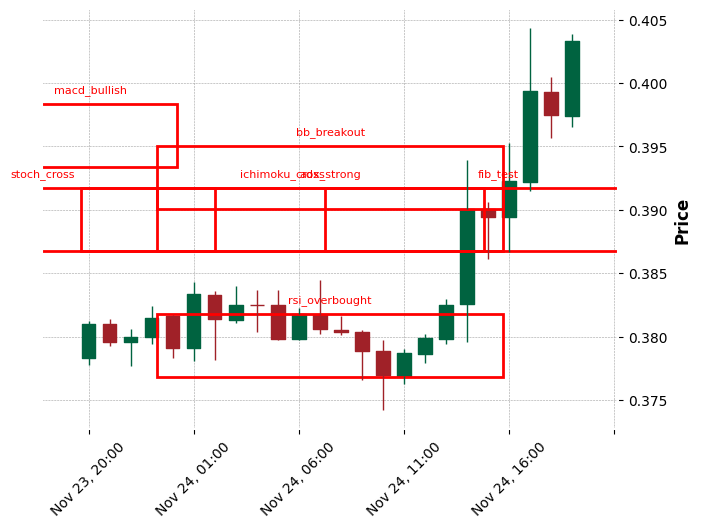 0.405
macd_bullish
0.400
bb_breakout
0.395
stoch_cross
fib_test
0.390
Price
0.385
rsi_overbought
0.380
0.375
Nov 23, 20:00
Nov 24, 01:00
Nov 24, 06:00
Nov 24, 11:00
Nov 24, 16:00